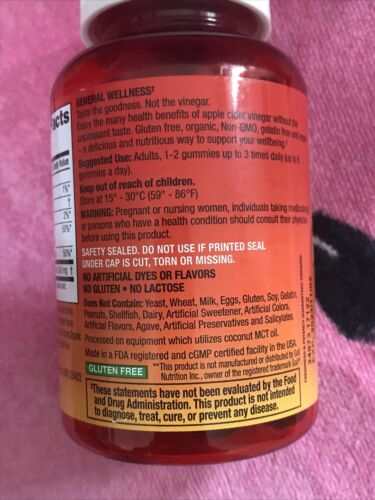 Facts
GENERAL WELLNESS‡
Taste the goodness. Not the vinegar.
Enjoy the many health benefits of apple cider vinegar without the
unpleasant taste. Gluten free, organic, Non-GMO, gelatin free and
– a delicious and nutritious way to support your wellbeing.‡
Suggested Use: Adults, 1-2 gummies up to 3 times daily (up to 6
gummies a day).
Keep out of reach of children.
Store at 15° - 30°C (59° - 86°F)
WARNING: Pregnant or nursing women, individuals taking
or persons who have a health condition should consult their physician
before using this product.
SAFETY SEALED. DO NOT USE IF PRINTED SEAL
UNDER CAP IS CUT, TORN OR MISSING.
NO ARTIFICIAL DYES OR FLAVORS
NO GLUTEN • NO LACTOSE
Does Not Contain: Yeast, Wheat, Milk, Eggs, Gluten, Soy, Gelatin,
Peanuts, Shellfish, Dairy, Artificial Sweetener, Artificial Colors,
Artificial Flavors, Agave, Artificial Preservatives and Salicylates.
Processed on equipment which utilizes coconut MCT oil.
Made in a FDA registered and cGMP certified facility in the USA.
GLUTEN FREE
**This product is not manufactured or distributed by Goli
Nutrition Inc., owner of the registered trademark Goli
‡These statements have not been evaluated by the Food
and Drug Administration. This product is not intended
to diagnose, treat, cure, or prevent any disease.